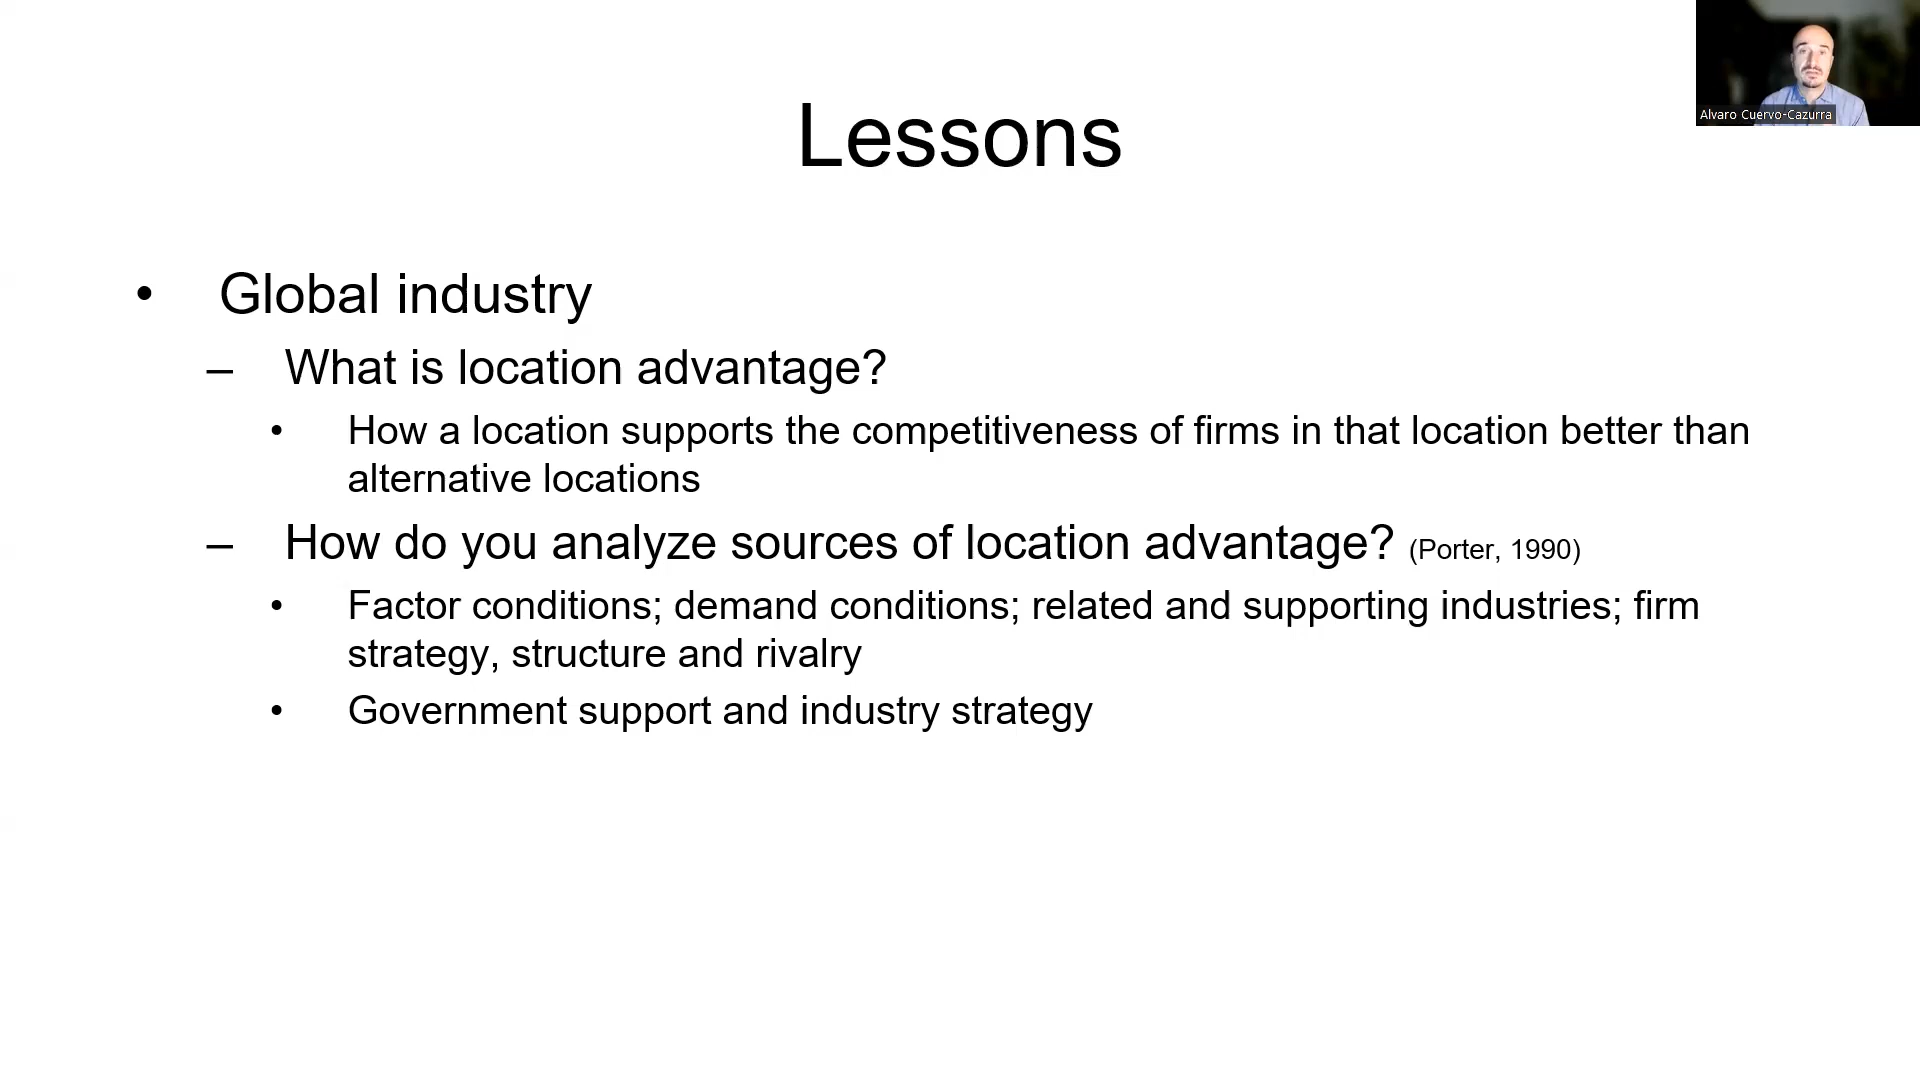 Alvaro Cuervo-Cazurra
Lessons
• Global industry
– What is location advantage?
• How a location supports the competitiveness of firms in that location better than
alternative locations
– How do you analyze sources of location advantage? (Porter, 1990)
• Factor conditions; demand conditions; related and supporting industries; firm
strategy, structure and rivalry
• Government support and industry strategy